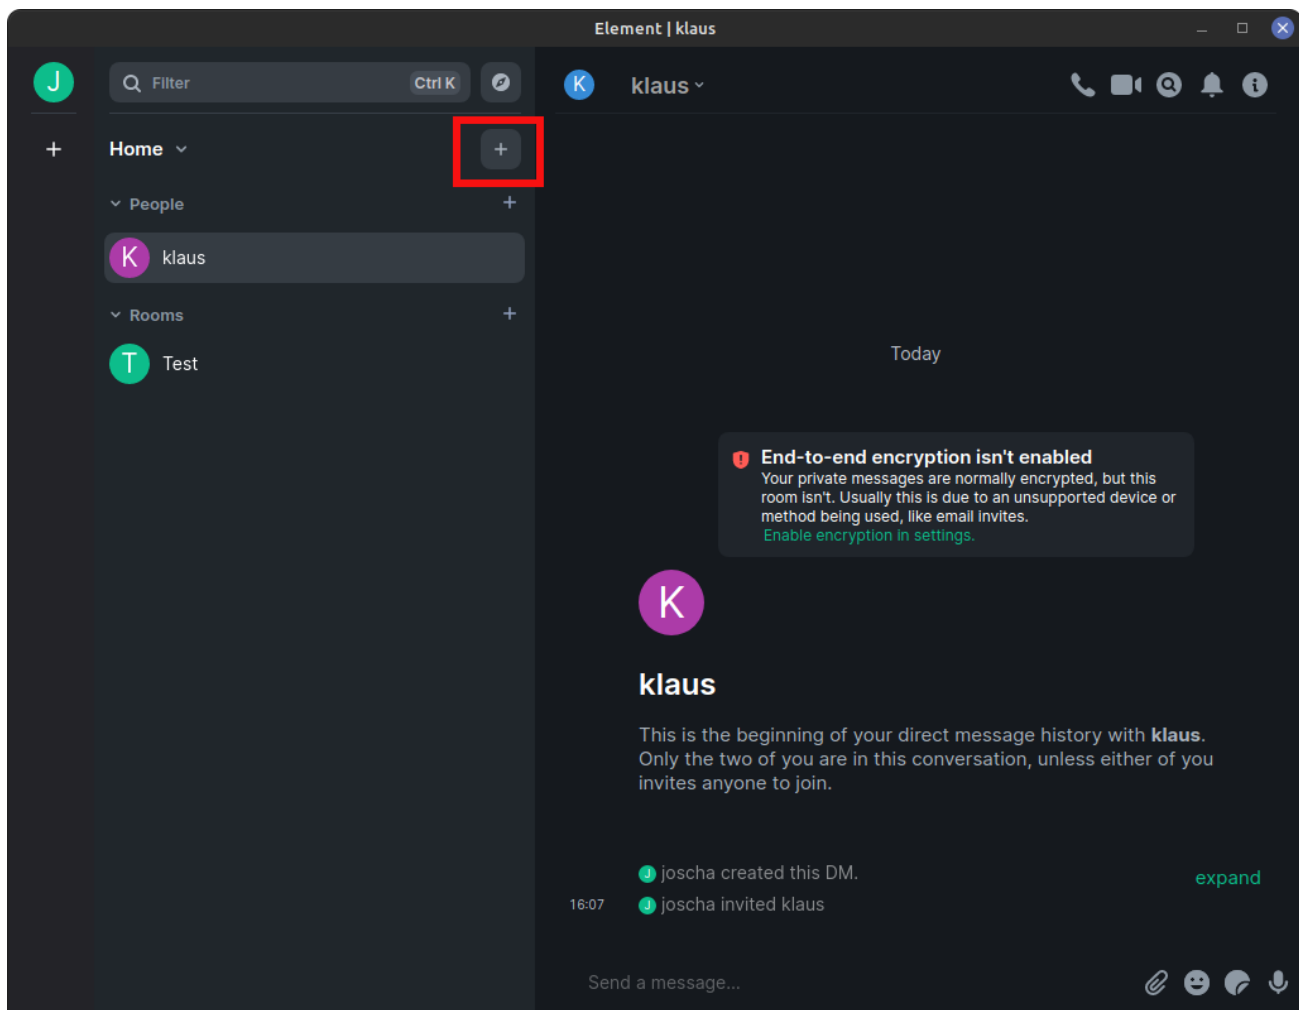 Element | klaus
J
Filter
Ctrl K
K
klaus
Home
People
K
klaus
Rooms
T
Test
Today
End-to-end encryption isn't enabled
Your private messages are normally encrypted, but this
room isn't. Usually this is due to an unsupported device or
method being used, like email invites.
Enable encryption in settings.
K
klaus
This is the beginning of your direct message history with klaus.
Only the two of you are in this conversation, unless either of you
invites anyone to join.
J joscha created this DM.
expand
16:07 J joscha invited klaus
Send a message...